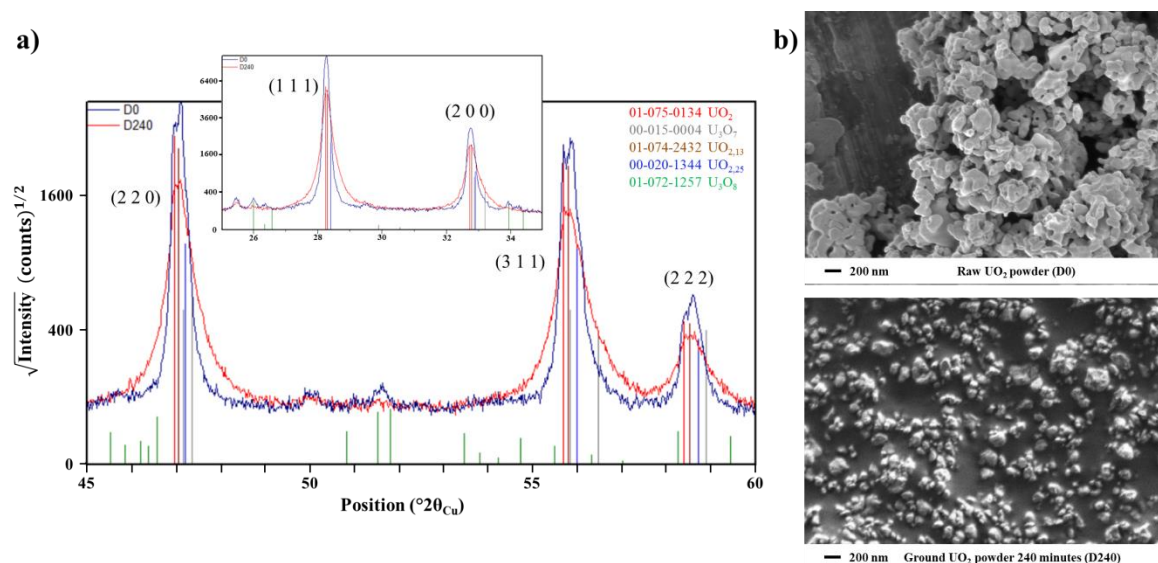 a)
b)
D0
D240
(1 1 1)
(2 0 0)
6400
3600
1600
400
0
26
28
30
32
34
D0
D240
01-075-0134 UO₂
00-015-0004 U₃O₇
01-074-2432 UO₂,₁₃
00-020-1344 UO₂,₂₅
01-072-1257 U₃O₈
(2 2 0)
(3 1 1)
(2 2 2)
1600
400
0
√Intensity (counts)^1/2
45
50
55
60
Position (°2θCu)
200 nm Raw UO₂ powder (D0)
200 nm Ground UO₂ powder 240 minutes (D240)